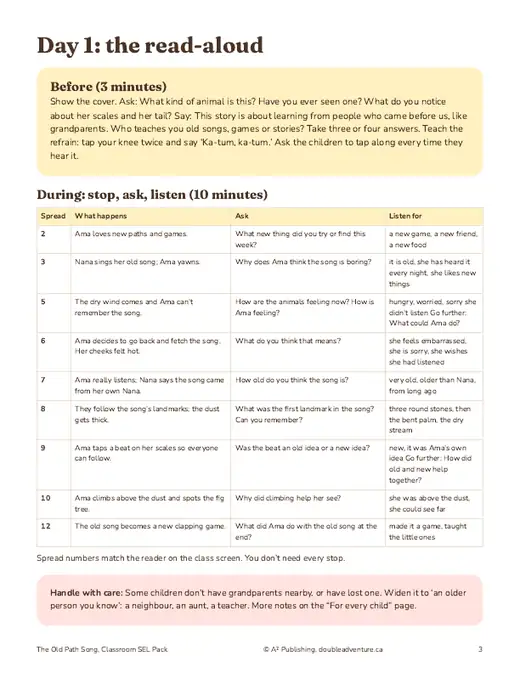 Day 1: the read-aloud
Before (3 minutes)
Show the cover. Ask: What kind of animal is this? Have you ever seen one? What do you notice
about her scales and her tail? Say: This story is about learning from people who came before us, like
grandparents. Who teaches you old songs, games or stories? Take three or four answers. Teach the
refrain: tap your knee twice and say ‘Ka-tum, ka-tum.’ Ask the children to tap along every time they
hear it.
During: stop, ask, listen (10 minutes)
Spread What happens Ask Listen for
2 Ama loves new paths and games. What new thing did you try or find this a new game, a new friend,
week? a new food
3 Nana sings her old song; Ama yawns. Why does Ama think the song is boring? it is old, she has heard it
every night, she likes new
things
5 The dry wind comes and Ama can’t How are the animals feeling now? How is hungry, worried, sorry she
remember the song. Ama feeling? didn’t listen Go further:
What could Ama do?
6 Ama decides to go back and fetch the song. What do you think that means? she feels embarrassed,
Her cheeks felt hot. she is sorry, she wishes
she had listened
7 Ama really listens; Nana says the song came How old do you think the song is? very old, older than Nana,
from her own Nana. from long ago
8 They follow the song’s landmarks; the dust What was the first landmark in the song? three round stones, then
gets thick. Can you remember? the bent palm, the dry
stream
9 Ama taps a beat on her scales so everyone Was the beat an old idea or a new idea? new, it was Ama’s own
can follow. idea Go further: How did
old and new help
together?
10 Ama climbs above the dust and spots the fig Why did climbing help her see? she was above the dust,
tree. she could see far
12 The old song becomes a new clapping game. What did Ama do with the old song at the made it a game, taught
end? the little ones
Spread numbers match the reader on the class screen. You don’t need every stop.
Handle with care: Some children don’t have grandparents nearby, or have lost one. Widen it to ‘an older
person you know’: a neighbour, an aunt, a teacher. More notes on the “For every child” page.
The Old Path Song, Classroom SEL Pack © A² Publishing, doubleadventure.ca 3